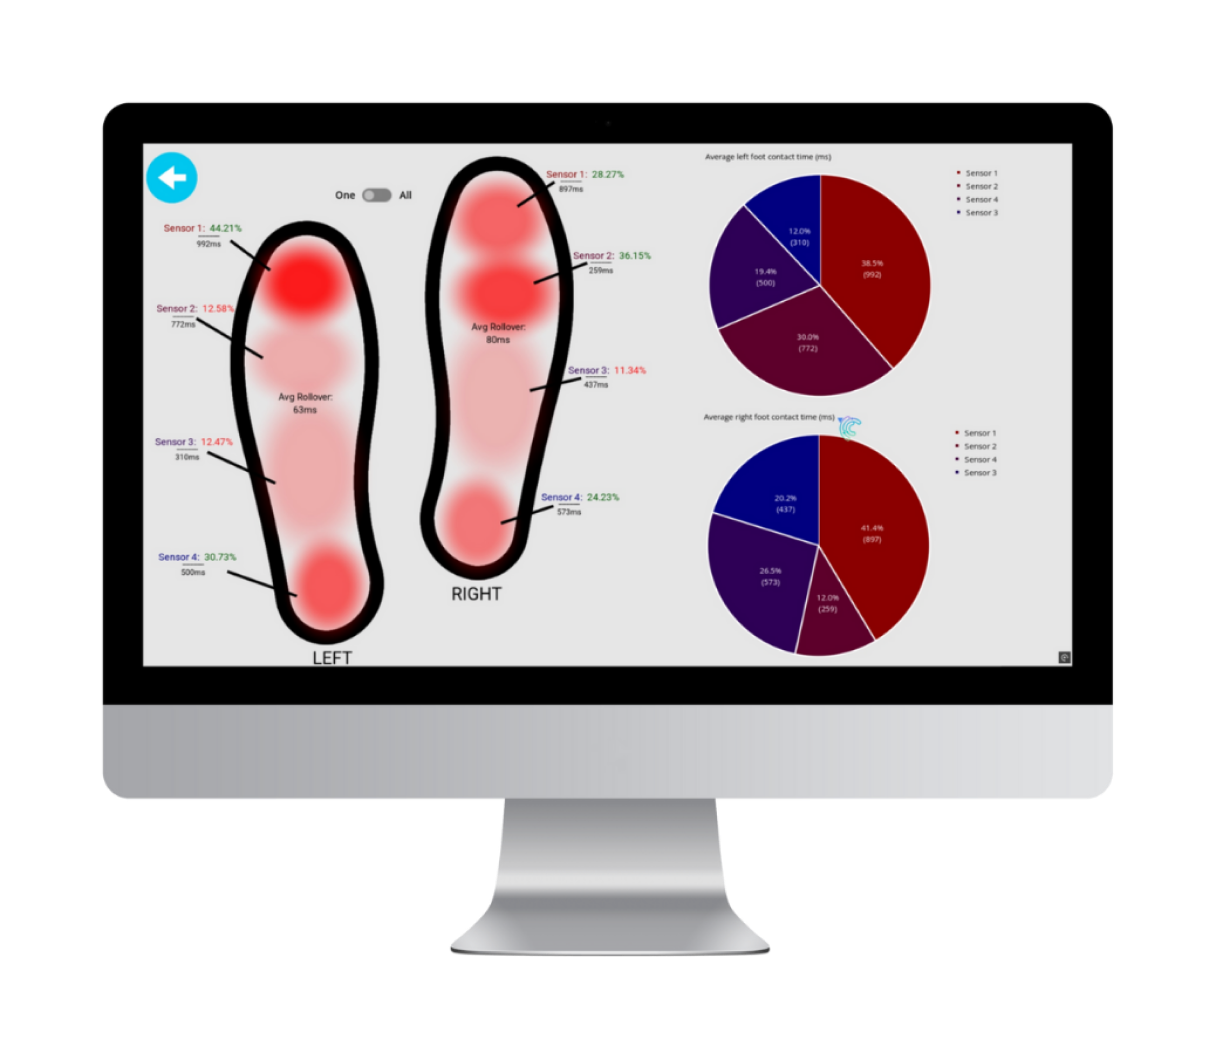 One All
Sensor 1: 44.21%
992ms
Sensor 2: 12.58%
772ms
Avg Rollover:
63ms
Sensor 3: 12.47%
310ms
Sensor 4: 30.73%
500ms
LEFT
Sensor 1: 28.27%
897ms
Sensor 2: 36.15%
259ms
Avg Rollover:
80ms
Sensor 3: 11.34%
437ms
Sensor 4: 24.23%
573ms
RIGHT
Average left foot contact time (ms)
Sensor 1
Sensor 2
Sensor 4
Sensor 3
12.0%
(310)
38.5%
(992)
19.4%
(500)
30.0%
(772)
Average right foot contact time (ms)
Sensor 1
Sensor 2
Sensor 4
Sensor 3
20.2%
(437)
41.4%
(897)
26.5%
(573)
12.0%
(259)